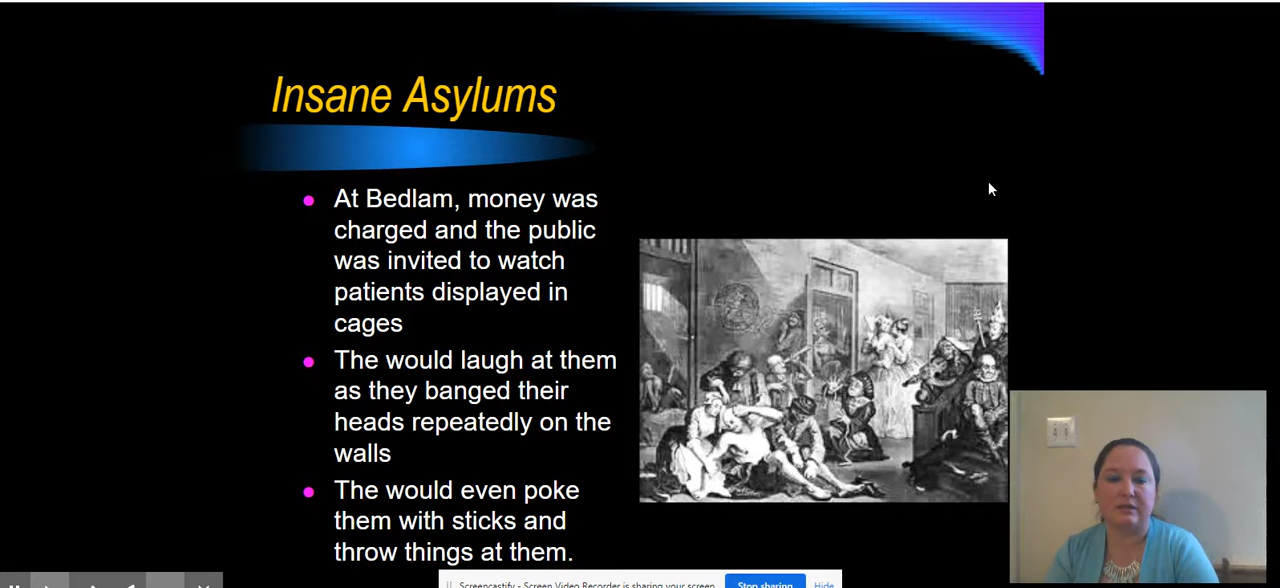 Insane Asylums
At Bedlam, money was
charged and the public
was invited to watch
patients displayed in
cages
The would laugh at them
as they banged their
heads repeatedly on the
walls
The would even poke
them with sticks and
throw things at them.
Screencastify - Screen Video Recorder is sharing your screen.
Stop sharing
Hide